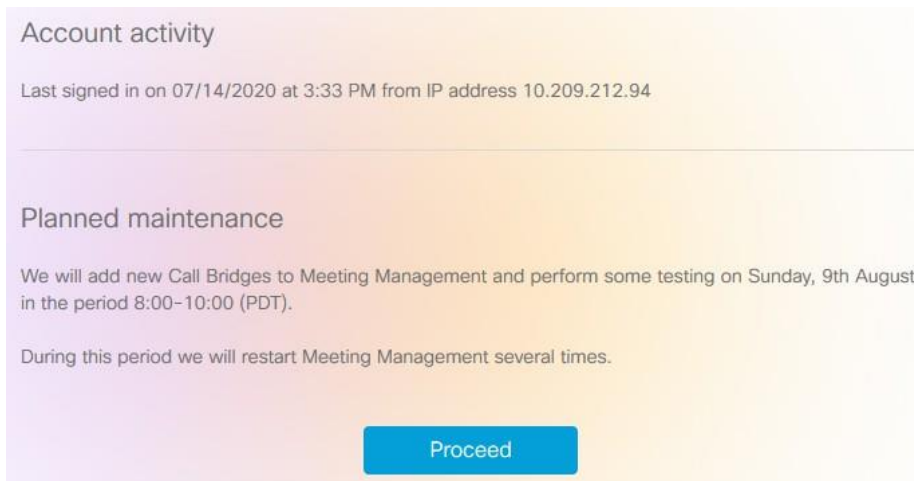 Account activity
Last signed in on 07/14/2020 at 3:33 PM from IP address 10.209.212.94
Planned maintenance
We will add new Call Bridges to Meeting Management and perform some testing on Sunday, 9th August
in the period 8:00-10:00 (PDT).
During this period we will restart Meeting Management several times.
Proceed